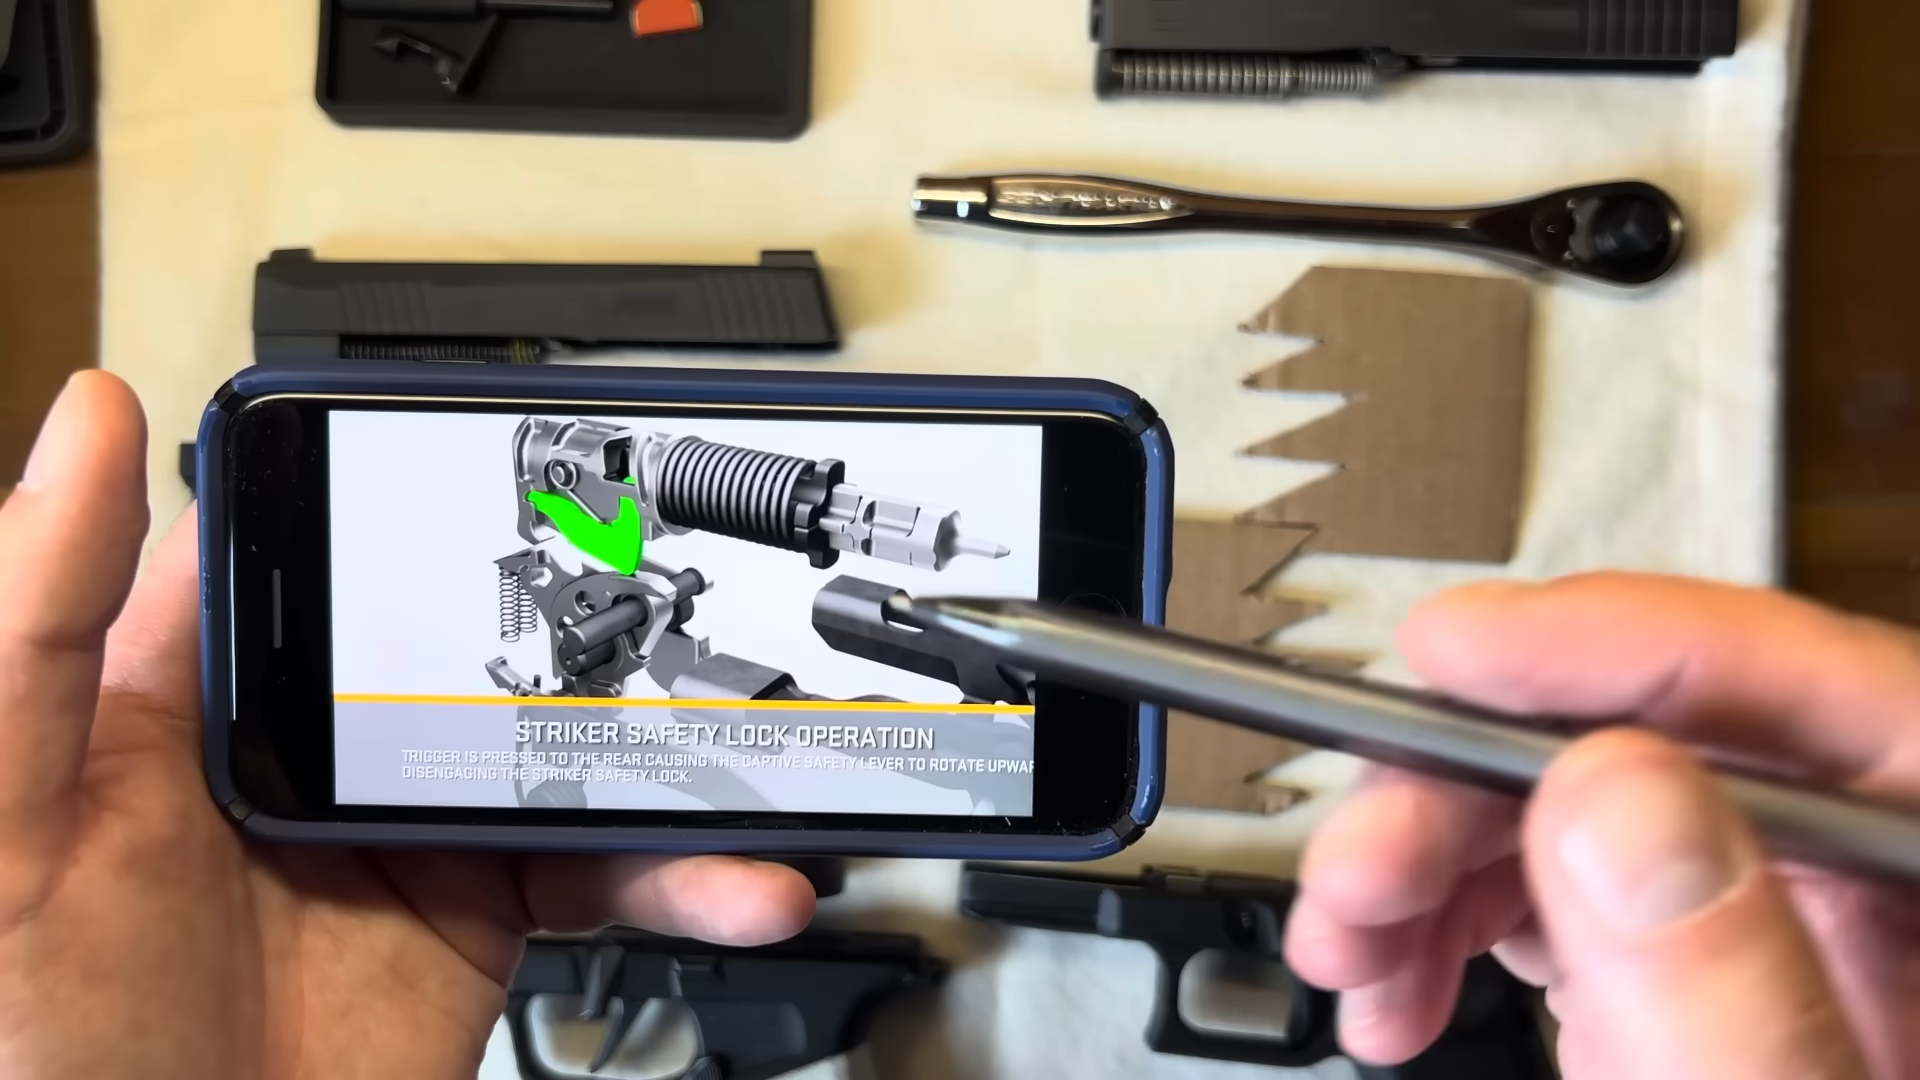 STRIKER SAFETY LOCK OPERATION
TRIGGER IS PRESSED TO THE REAR CAUSING THE CAPTIVE SAFETY LEVER TO ROTATE UPWAR
DISENGAGING THE STRIKER SAFETY LOCK.